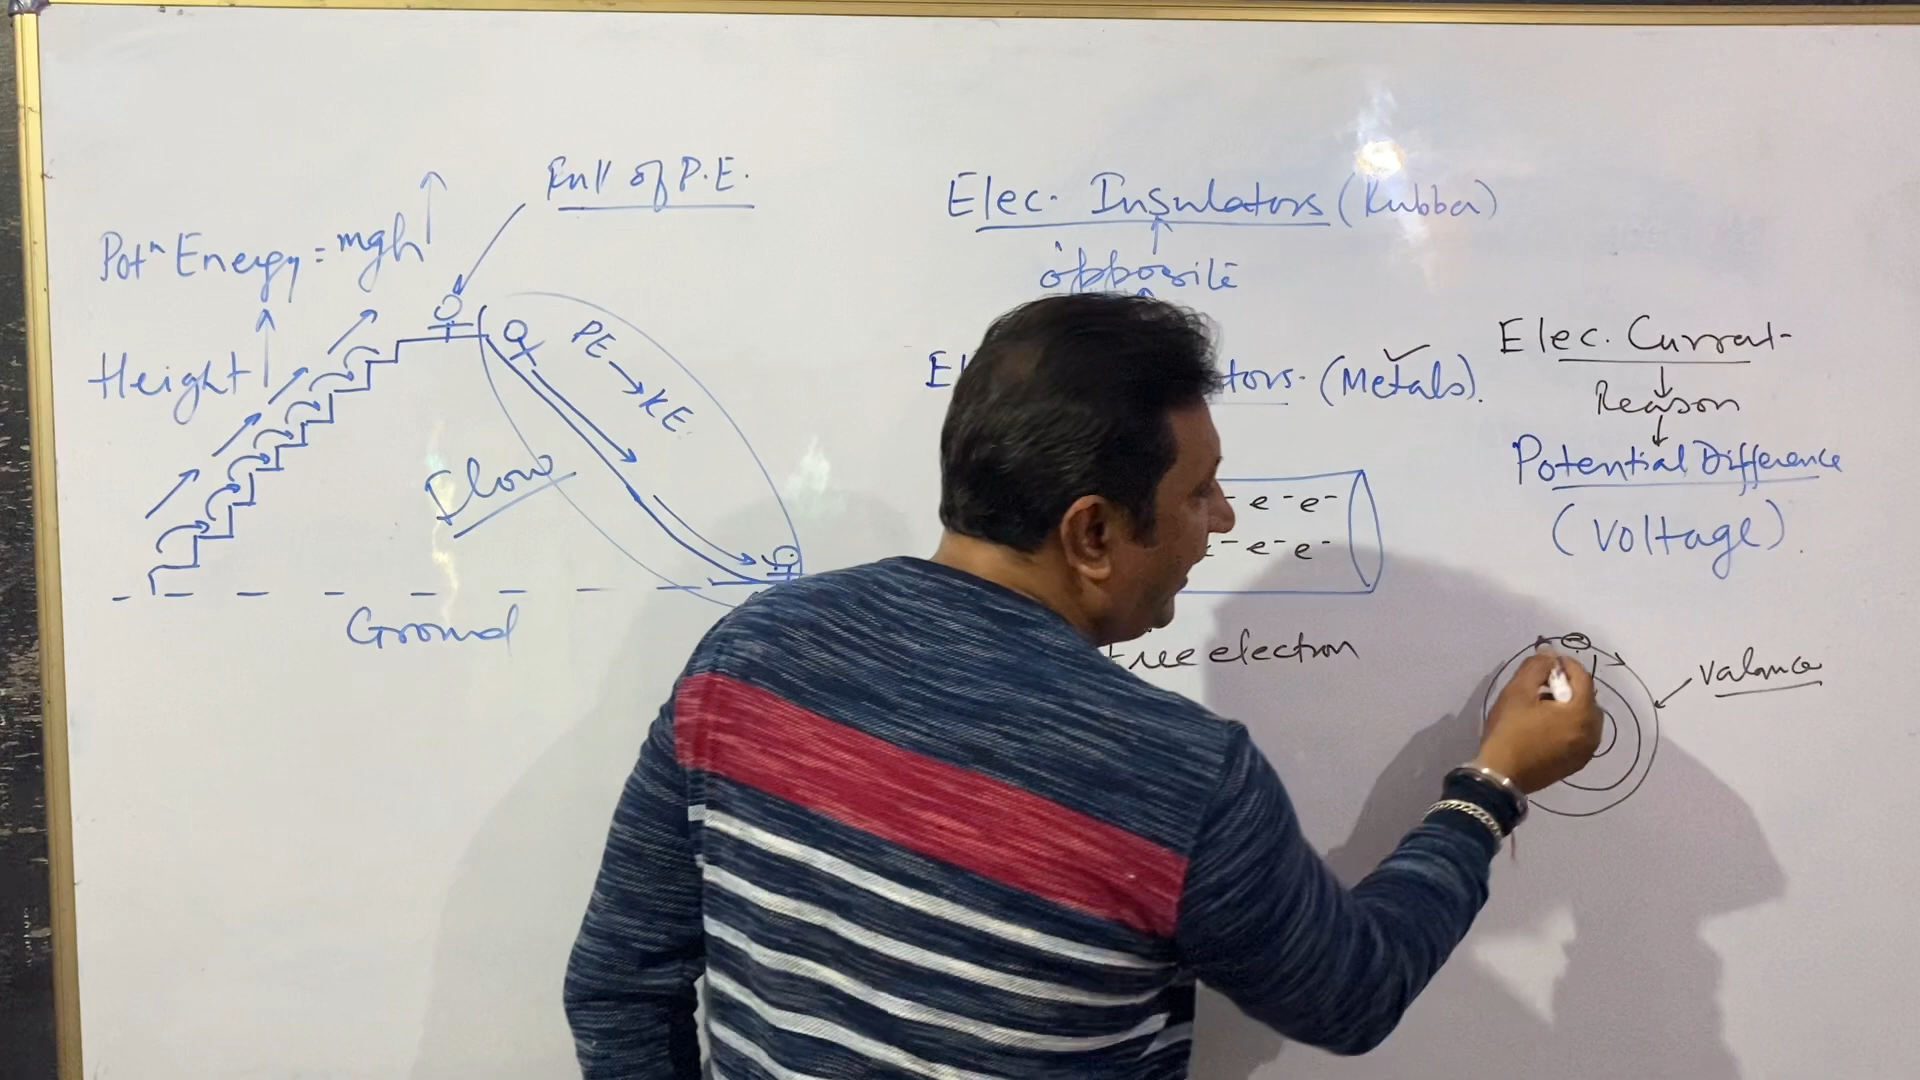 Full of P.E.
Potⁿ Energy = mgh ↑
Height ↑
PE → KE
Slow
Ground
Elec. Insulators (Rubber)
opposite
E tors. (Metals).
- e - e -
- e - e -
free electron
Elec. Current
↓
Reason
↓
Potential Difference
(Voltage).
Valance